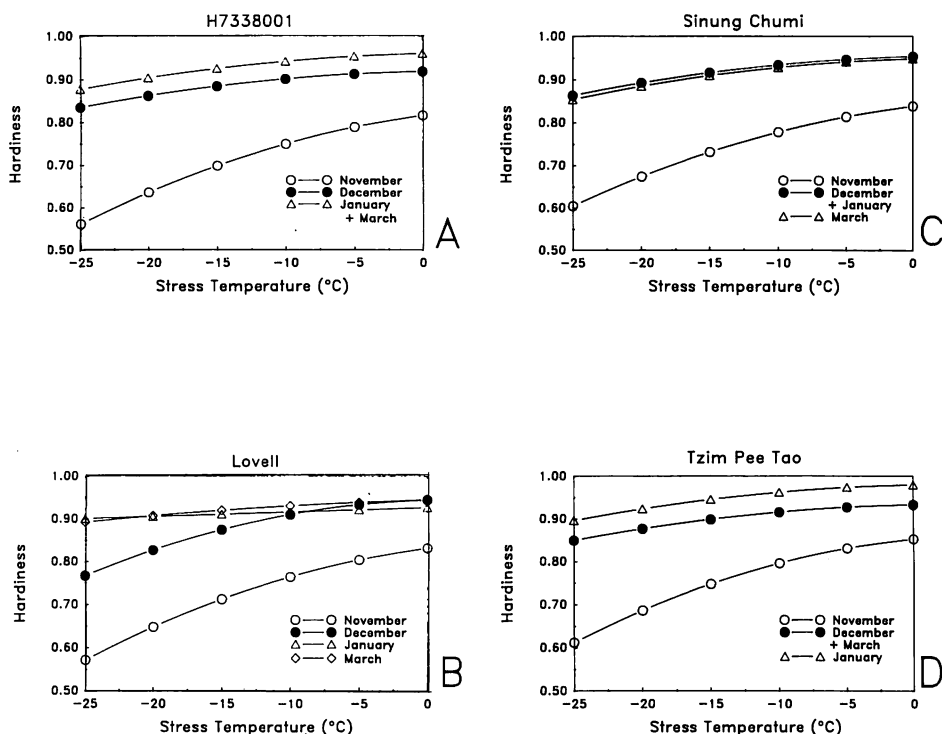 H7338001
1.00
0.90
0.80
0.70
0.60
0.50
Hardiness
November
December
January
+ March
-25
-20
-15
-10
-5
0
Stress Temperature (°C)
A
Sinung Chumi
1.00
0.90
0.80
0.70
0.60
0.50
Hardiness
November
December
+ January
March
-25
-20
-15
-10
-5
0
Stress Temperature (°C)
C
Lovell
1.00
0.90
0.80
0.70
0.60
0.50
Hardiness
November
December
January
March
-25
-20
-15
-10
-5
0
Stress Temperature (°C)
B
Tzim Pee Tao
1.00
0.90
0.80
0.70
0.60
0.50
Hardiness
November
December
+ March
January
-25
-20
-15
-10
-5
0
Stress Temperature (°C)
D